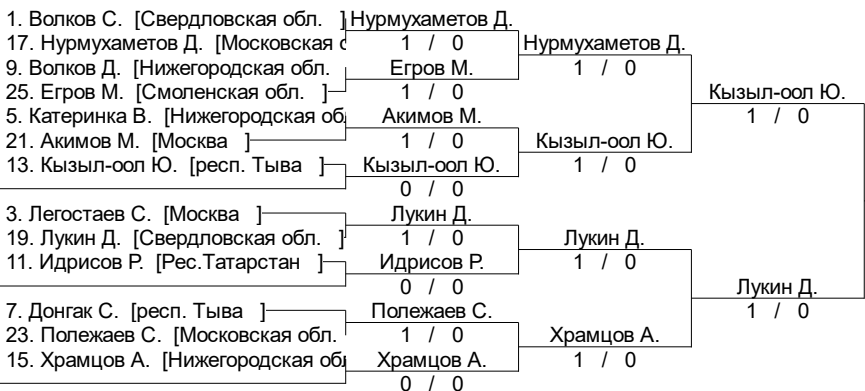 1. Волков С. [Свердловская обл. ]
17. Нурмухаметов Д. [Московская о
9. Волков Д. [Нижегородская обл.
25. Егров М. [Смоленская обл. ]
5. Катеринка В. [Нижегородская об
21. Акимов М. [Москва ]
13. Кызыл-оол Ю. [респ. Тыва ]
3. Легостаев С. [Москва ]
19. Лукин Д. [Свердловская обл. ]
11. Идрисов Р. [Рес.Татарстан ]
7. Донгак С. [респ. Тыва ]
23. Полежаев С. [Московская обл.
15. Храмцов А. [Нижегородская обл
Нурмухаметов Д.
1 / 0
Егров М.
1 / 0
Акимов М.
1 / 0
Кызыл-оол Ю.
0 / 0
Лукин Д.
1 / 0
Идрисов Р.
0 / 0
Полежаев С.
1 / 0
Храмцов А.
0 / 0
Нурмухаметов Д.
1 / 0
Кызыл-оол Ю.
1 / 0
Лукин Д.
1 / 0
Храмцов А.
1 / 0
Кызыл-оол Ю.
1 / 0
Лукин Д.
1 / 0